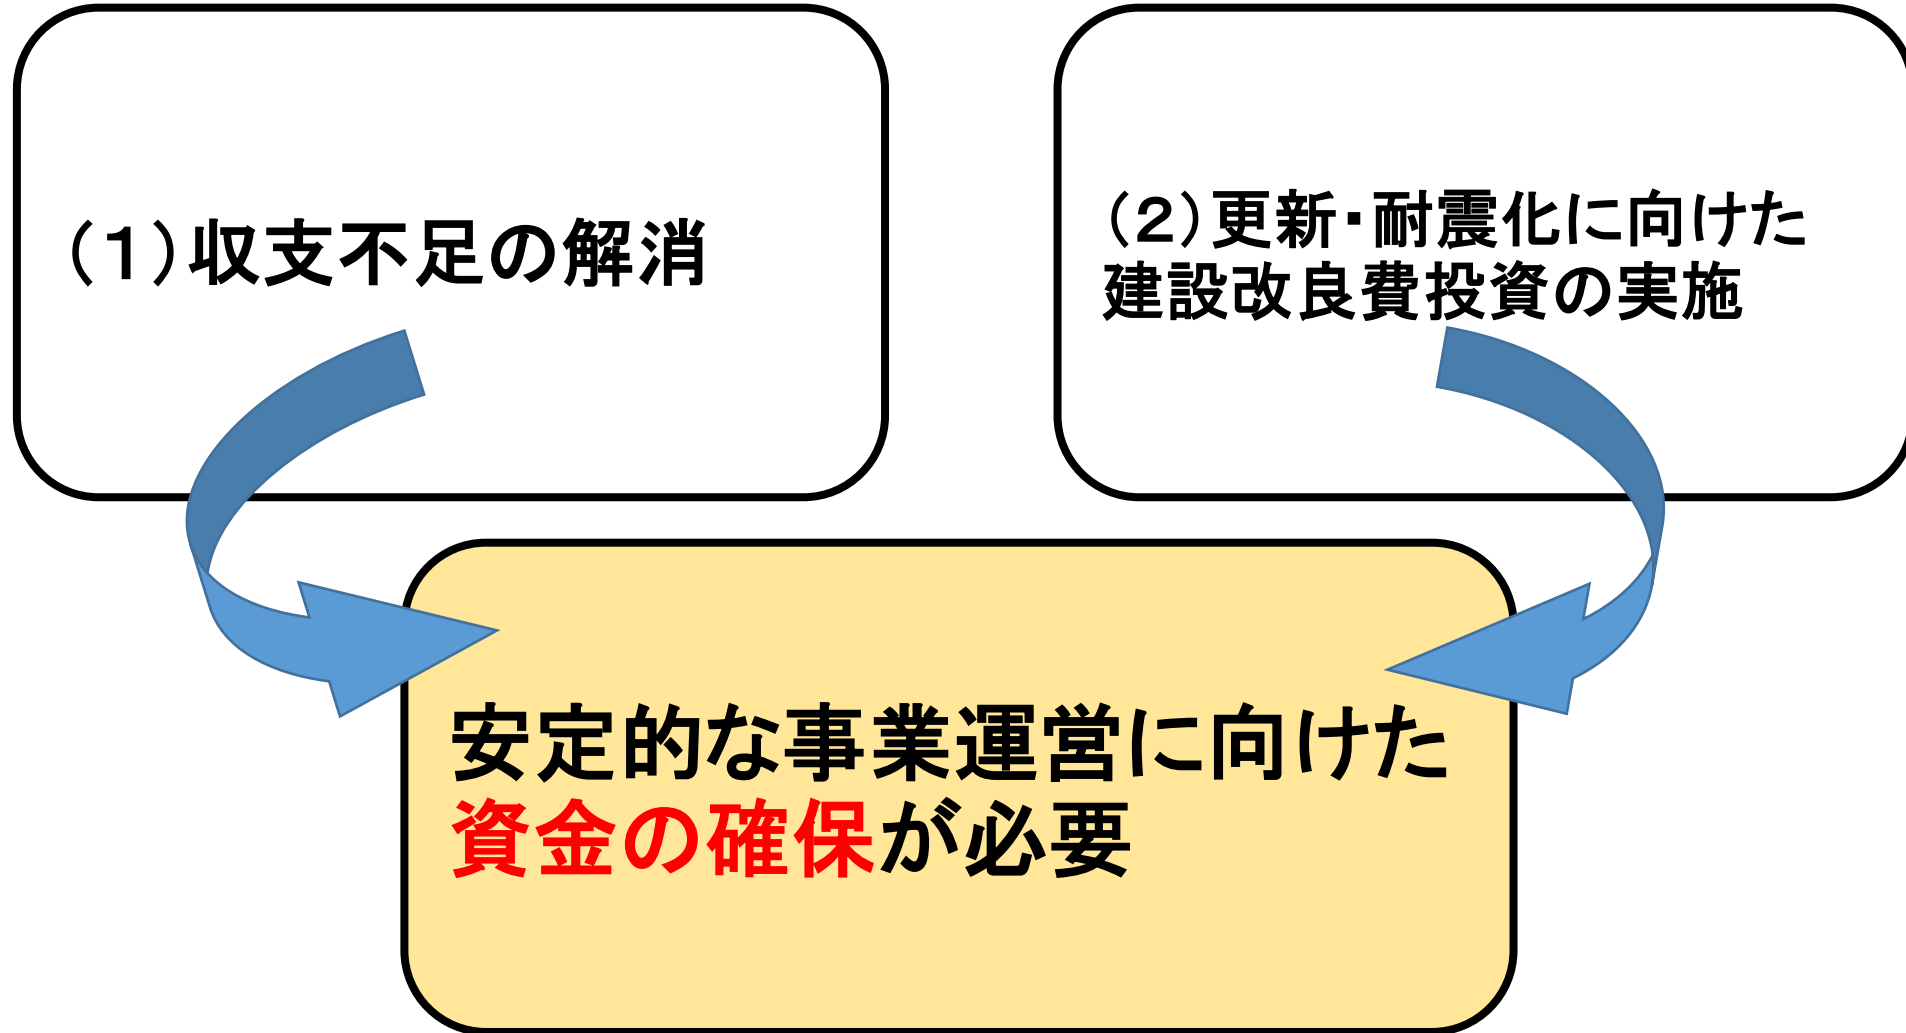 （１）収支不足の解消
（２）更新・耐震化に向けた
建設改良費投資の実施
安定的な事業運営に向けた
資金の確保が必要